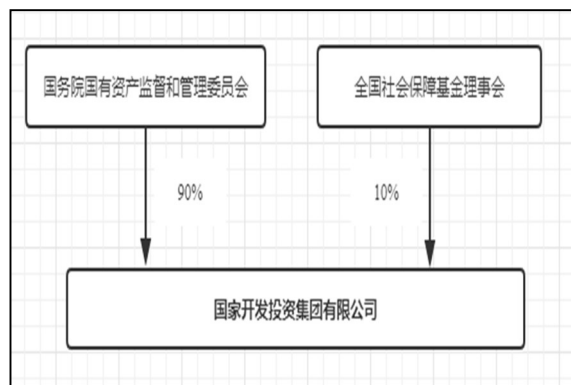 国务院国有资产监督和管理委员会
全国社会保障基金理事会
90%
10%
国家开发投资集团有限公司